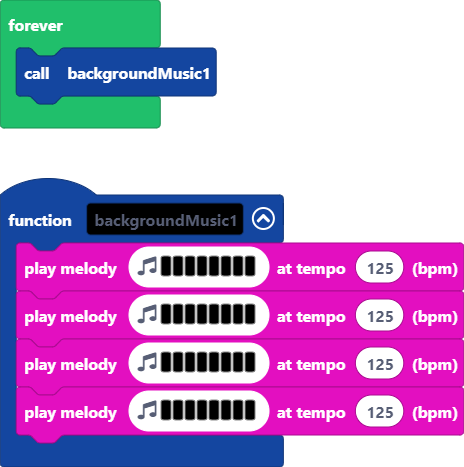 forever
call backgroundMusic1
function backgroundMusic1
play melody at tempo 125 (bpm)
play melody at tempo 125 (bpm)
play melody at tempo 125 (bpm)
play melody at tempo 125 (bpm)